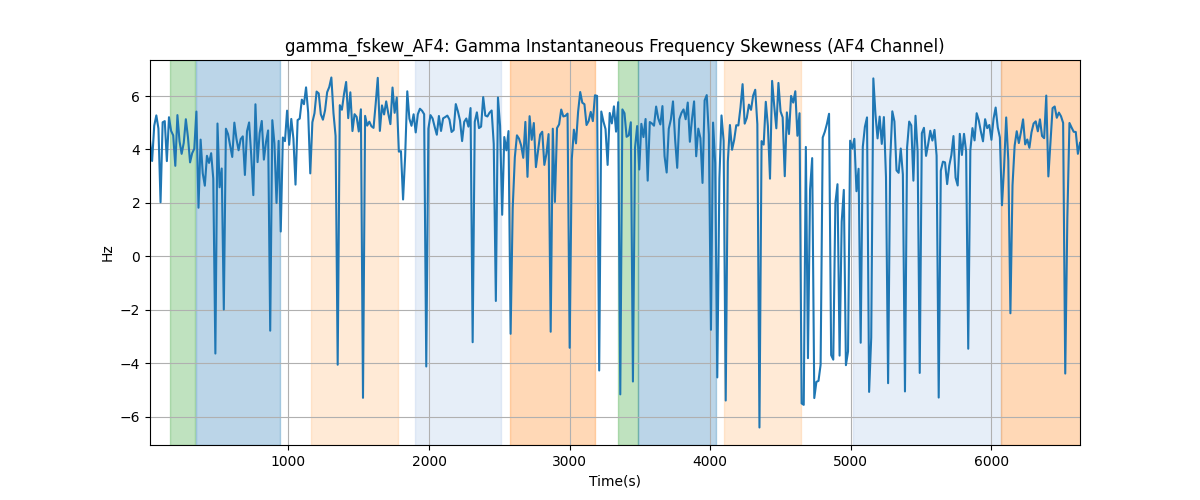 gamma_fskew_AF4: Gamma Instantaneous Frequency Skewness (AF4 Channel)
6
4
2
0
−2
−4
−6
Hz
1000 2000 3000 4000 5000 6000
Time(s)